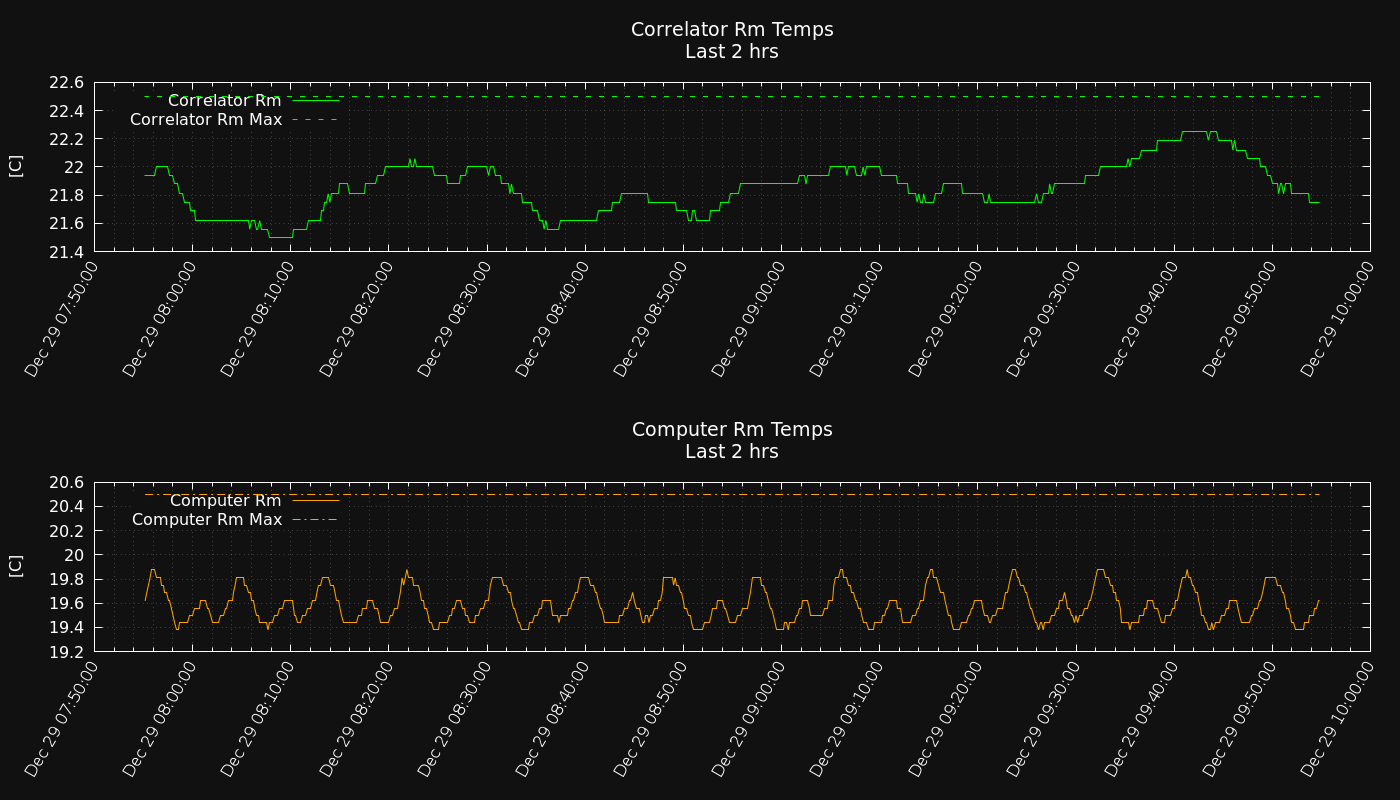 Correlator Rm Temps
Last 2 hrs
22.6
22.4
22.2
22
21.8
21.6
21.4
[C]
Correlator Rm
Correlator Rm Max
Dec 29 07:50:00
Dec 29 08:00:00
Dec 29 08:10:00
Dec 29 08:20:00
Dec 29 08:30:00
Dec 29 08:40:00
Dec 29 08:50:00
Dec 29 09:00:00
Dec 29 09:10:00
Dec 29 09:20:00
Dec 29 09:30:00
Dec 29 09:40:00
Dec 29 09:50:00
Dec 29 10:00:00
Computer Rm Temps
Last 2 hrs
20.6
20.4
20.2
20
19.8
19.6
19.4
19.2
[C]
Computer Rm
Computer Rm Max
Dec 29 07:50:00
Dec 29 08:00:00
Dec 29 08:10:00
Dec 29 08:20:00
Dec 29 08:30:00
Dec 29 08:40:00
Dec 29 08:50:00
Dec 29 09:00:00
Dec 29 09:10:00
Dec 29 09:20:00
Dec 29 09:30:00
Dec 29 09:40:00
Dec 29 09:50:00
Dec 29 10:00:00